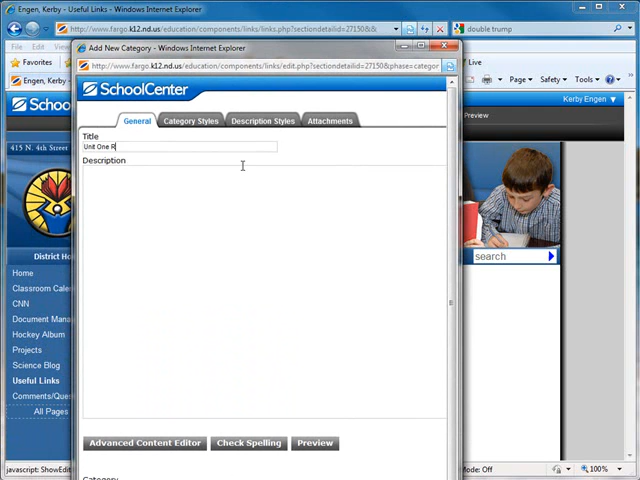 Engen, Kerby - Useful Links - Windows Internet Explorer
http://www.fargo.k12.nd.us/education/components/links/links.php?sectiondetailid=27150&&
double trump
File
Edit
Add New Category - Windows Internet Explorer
http://www.fargo.k12.nd.us/education/components/links/edit.php?sectiondetailid=27150&phase=categor
Favorites
Page
Safety
Tools
Engen, Kerby -
SchoolCenter
Kerby Engen
Preview
General
Category Styles
Description Styles
Attachments
Title
Unit One R
Description
415 N. 4th Street
search
District Ho
Home
Classroom Calen
CNN
Document Mana
Hockey Album
Projects
Science Blog
Useful Links
Comments/Ques
All Pages
Advanced Content Editor
Check Spelling
Preview
javascript: ShowEdit
Mode: Off
100%
Category